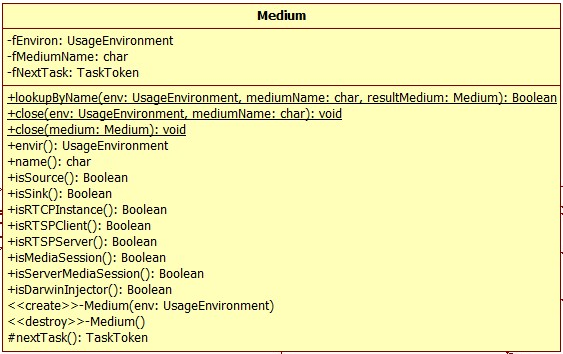 Medium
-fEnviron: UsageEnvironment
-fMediumName: char
-fNextTask: TaskToken
+lookupByName(env: UsageEnvironment, mediumName: char, resultMedium: Medium): Boolean
+close(env: UsageEnvironment, mediumName: char): void
+close(medium: Medium): void
+envir(): UsageEnvironment
+name(): char
+isSource(): Boolean
+isSink(): Boolean
+isRTCPInstance(): Boolean
+isRTSPClient(): Boolean
+isRTSPServer(): Boolean
+isMediaSession(): Boolean
+isServerMediaSession(): Boolean
+isDarwinInjector(): Boolean
<<create>>-Medium(env: UsageEnvironment)
<<destroy>>-Medium()
#nextTask(): TaskToken